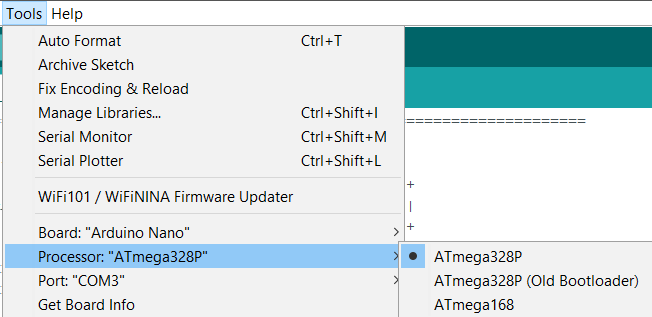 Tools Help
Auto Format Ctrl+T
Archive Sketch
Fix Encoding & Reload
Manage Libraries... Ctrl+Shift+I
Serial Monitor Ctrl+Shift+M
Serial Plotter Ctrl+Shift+L
WiFi101 / WiFiNINA Firmware Updater
Board: "Arduino Nano"
Processor: "ATmega328P"
Port: "COM3"
Get Board Info
====================
+
|
+
ATmega328P
ATmega328P (Old Bootloader)
ATmega168